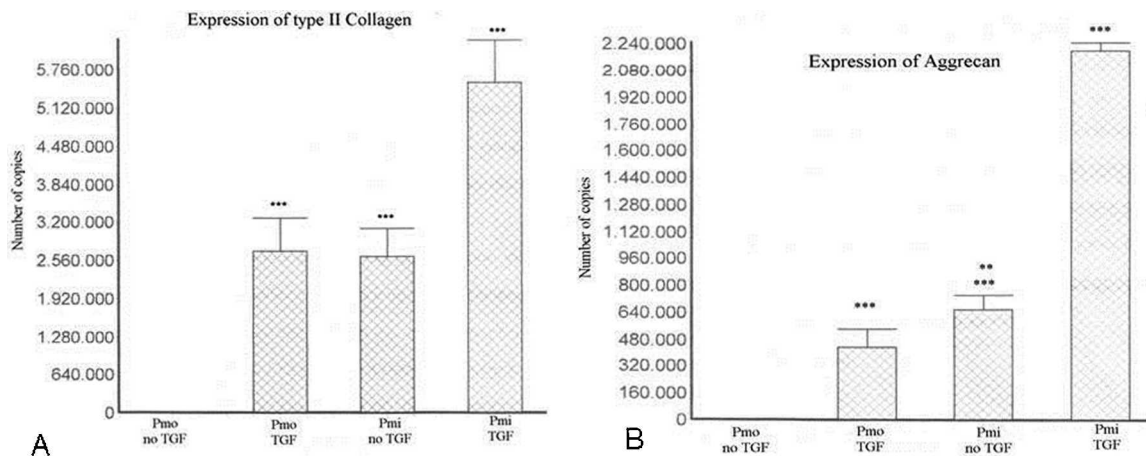 Expression of type II Collagen
•••
5.760.000
5.120.000
4.480.000
3.840.000
3.200.000
2.560.000
1.920.000
1.280.000
640.000
0
Number of copies
•••
•••
Pmo
no TGF
Pmo
TGF
Pmi
no TGF
Pmi
TGF
A
Expression of Aggrecan
•••
2.240.000
2.080.000
1.920.000
1.760.000
1.600.000
1.440.000
1.280.000
1.120.000
960.000
800.000
640.000
480.000
320.000
160.000
0
Number of copies
•••
••
•••
Pmo
no TGF
Pmo
TGF
Pmi
no TGF
Pmi
TGF
B